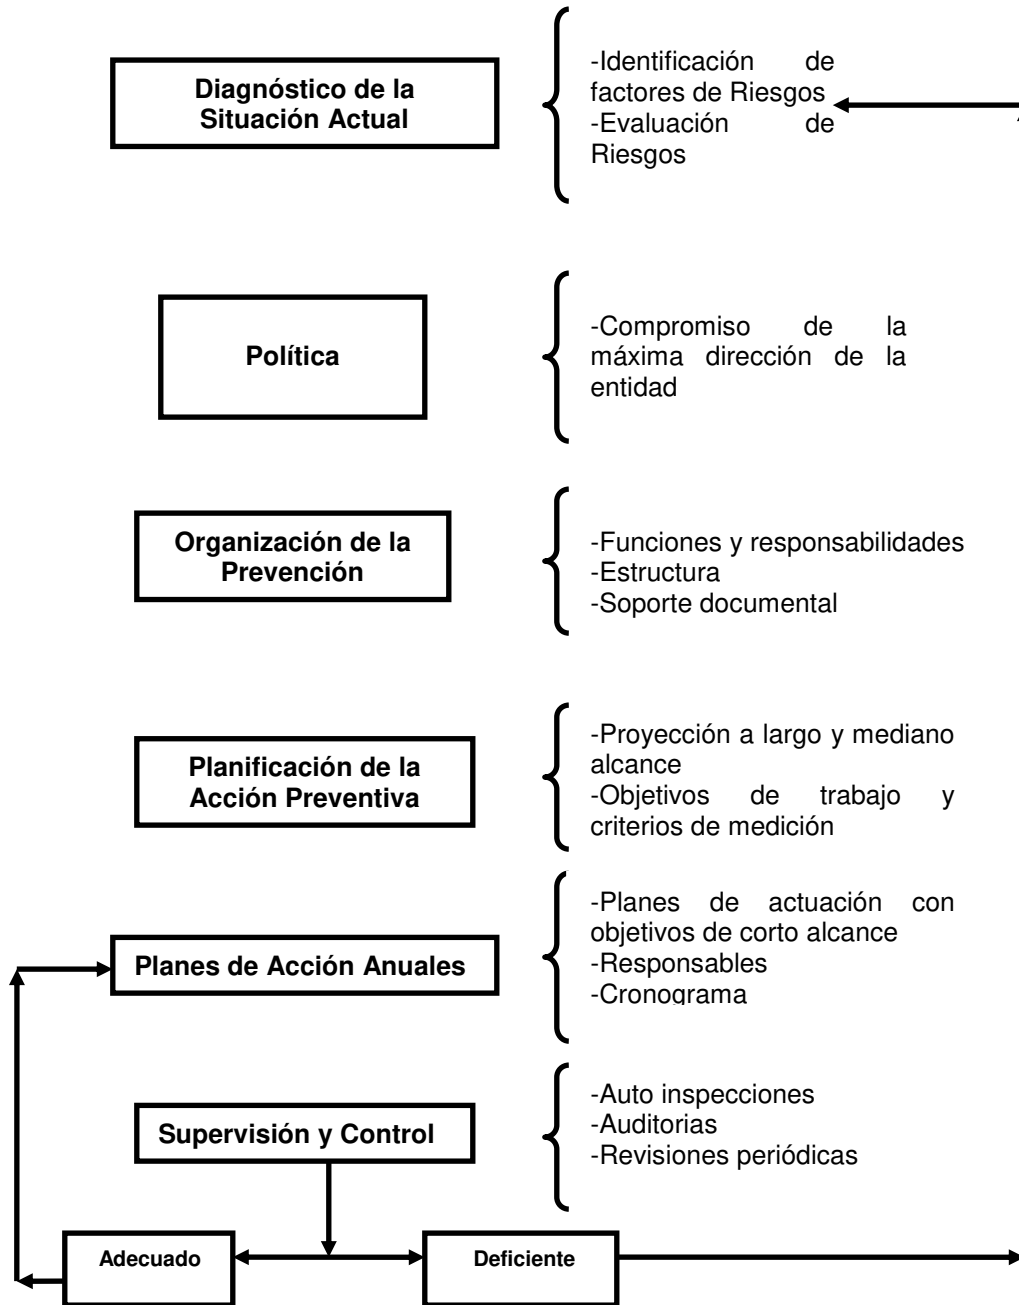 Diagnóstico de la
Situación Actual
-Identificación de
factores de Riesgos
-Evaluación de
Riesgos
Política
-Compromiso de la
máxima dirección de la
entidad
Organización de la
Prevención
-Funciones y responsabilidades
-Estructura
-Soporte documental
Planificación de la
Acción Preventiva
-Proyección a largo y mediano
alcance
-Objetivos de trabajo y
criterios de medición
Planes de Acción Anuales
-Planes de actuación con
objetivos de corto alcance
-Responsables
-Cronograma
Supervisión y Control
-Auto inspecciones
-Auditorias
-Revisiones periódicas
Adecuado
Deficiente